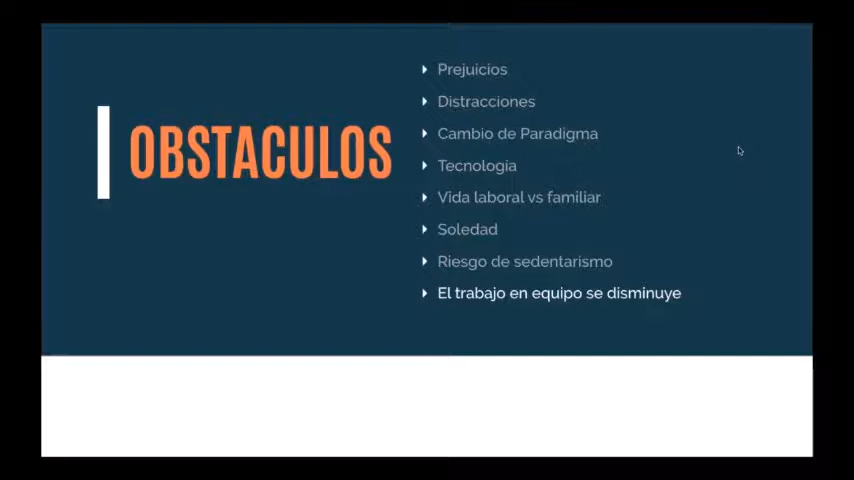 OBSTACULOS
Prejuicios
Distracciones
Cambio de Paradigma
Tecnologia
Vida laboral vs familiar
Soledad
Riesgo de sedentarismo
El trabajo en equipo se disminuye